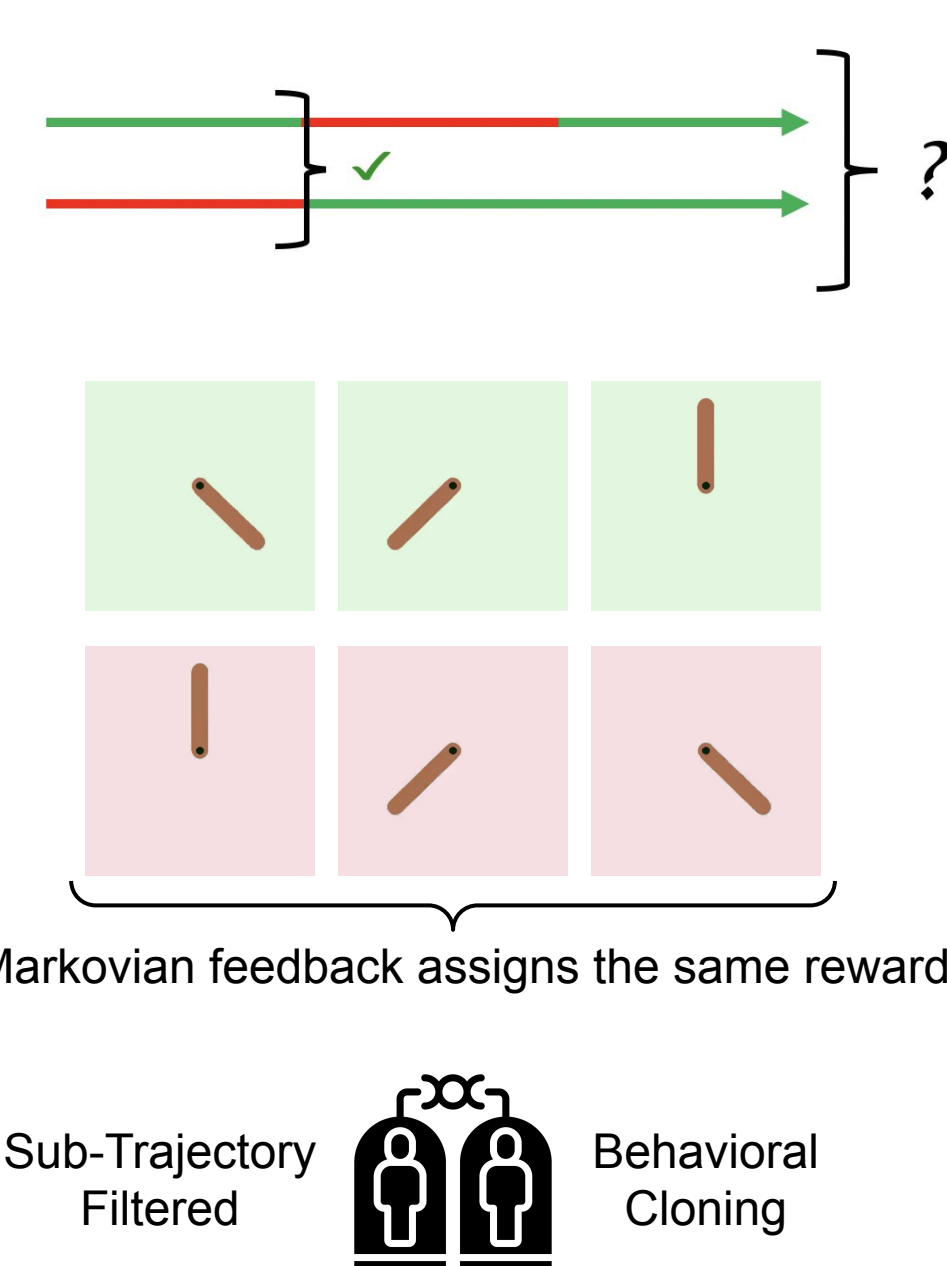 ?
Markovian feedback assigns the same reward
Sub-Trajectory
Filtered
Behavioral
Cloning